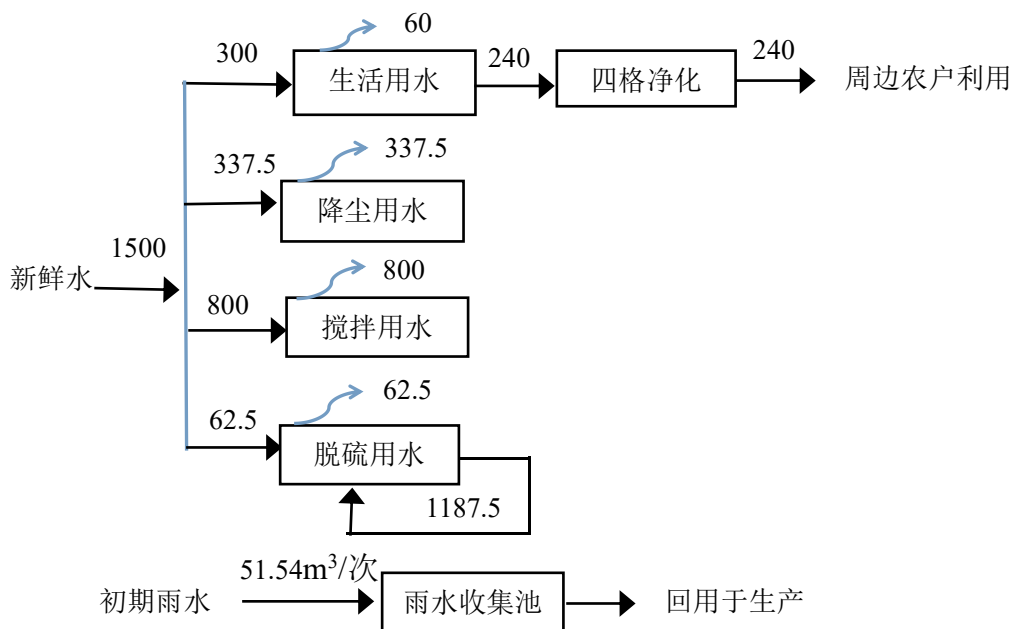 60
300
生活用水
240
四格净化
240
周边农户利用
337.5
337.5
降尘用水
1500
新鲜水
800
800
搅拌用水
62.5
62.5
脱硫用水
1187.5
初期雨水
51.54m³/次
雨水收集池
回用于生产